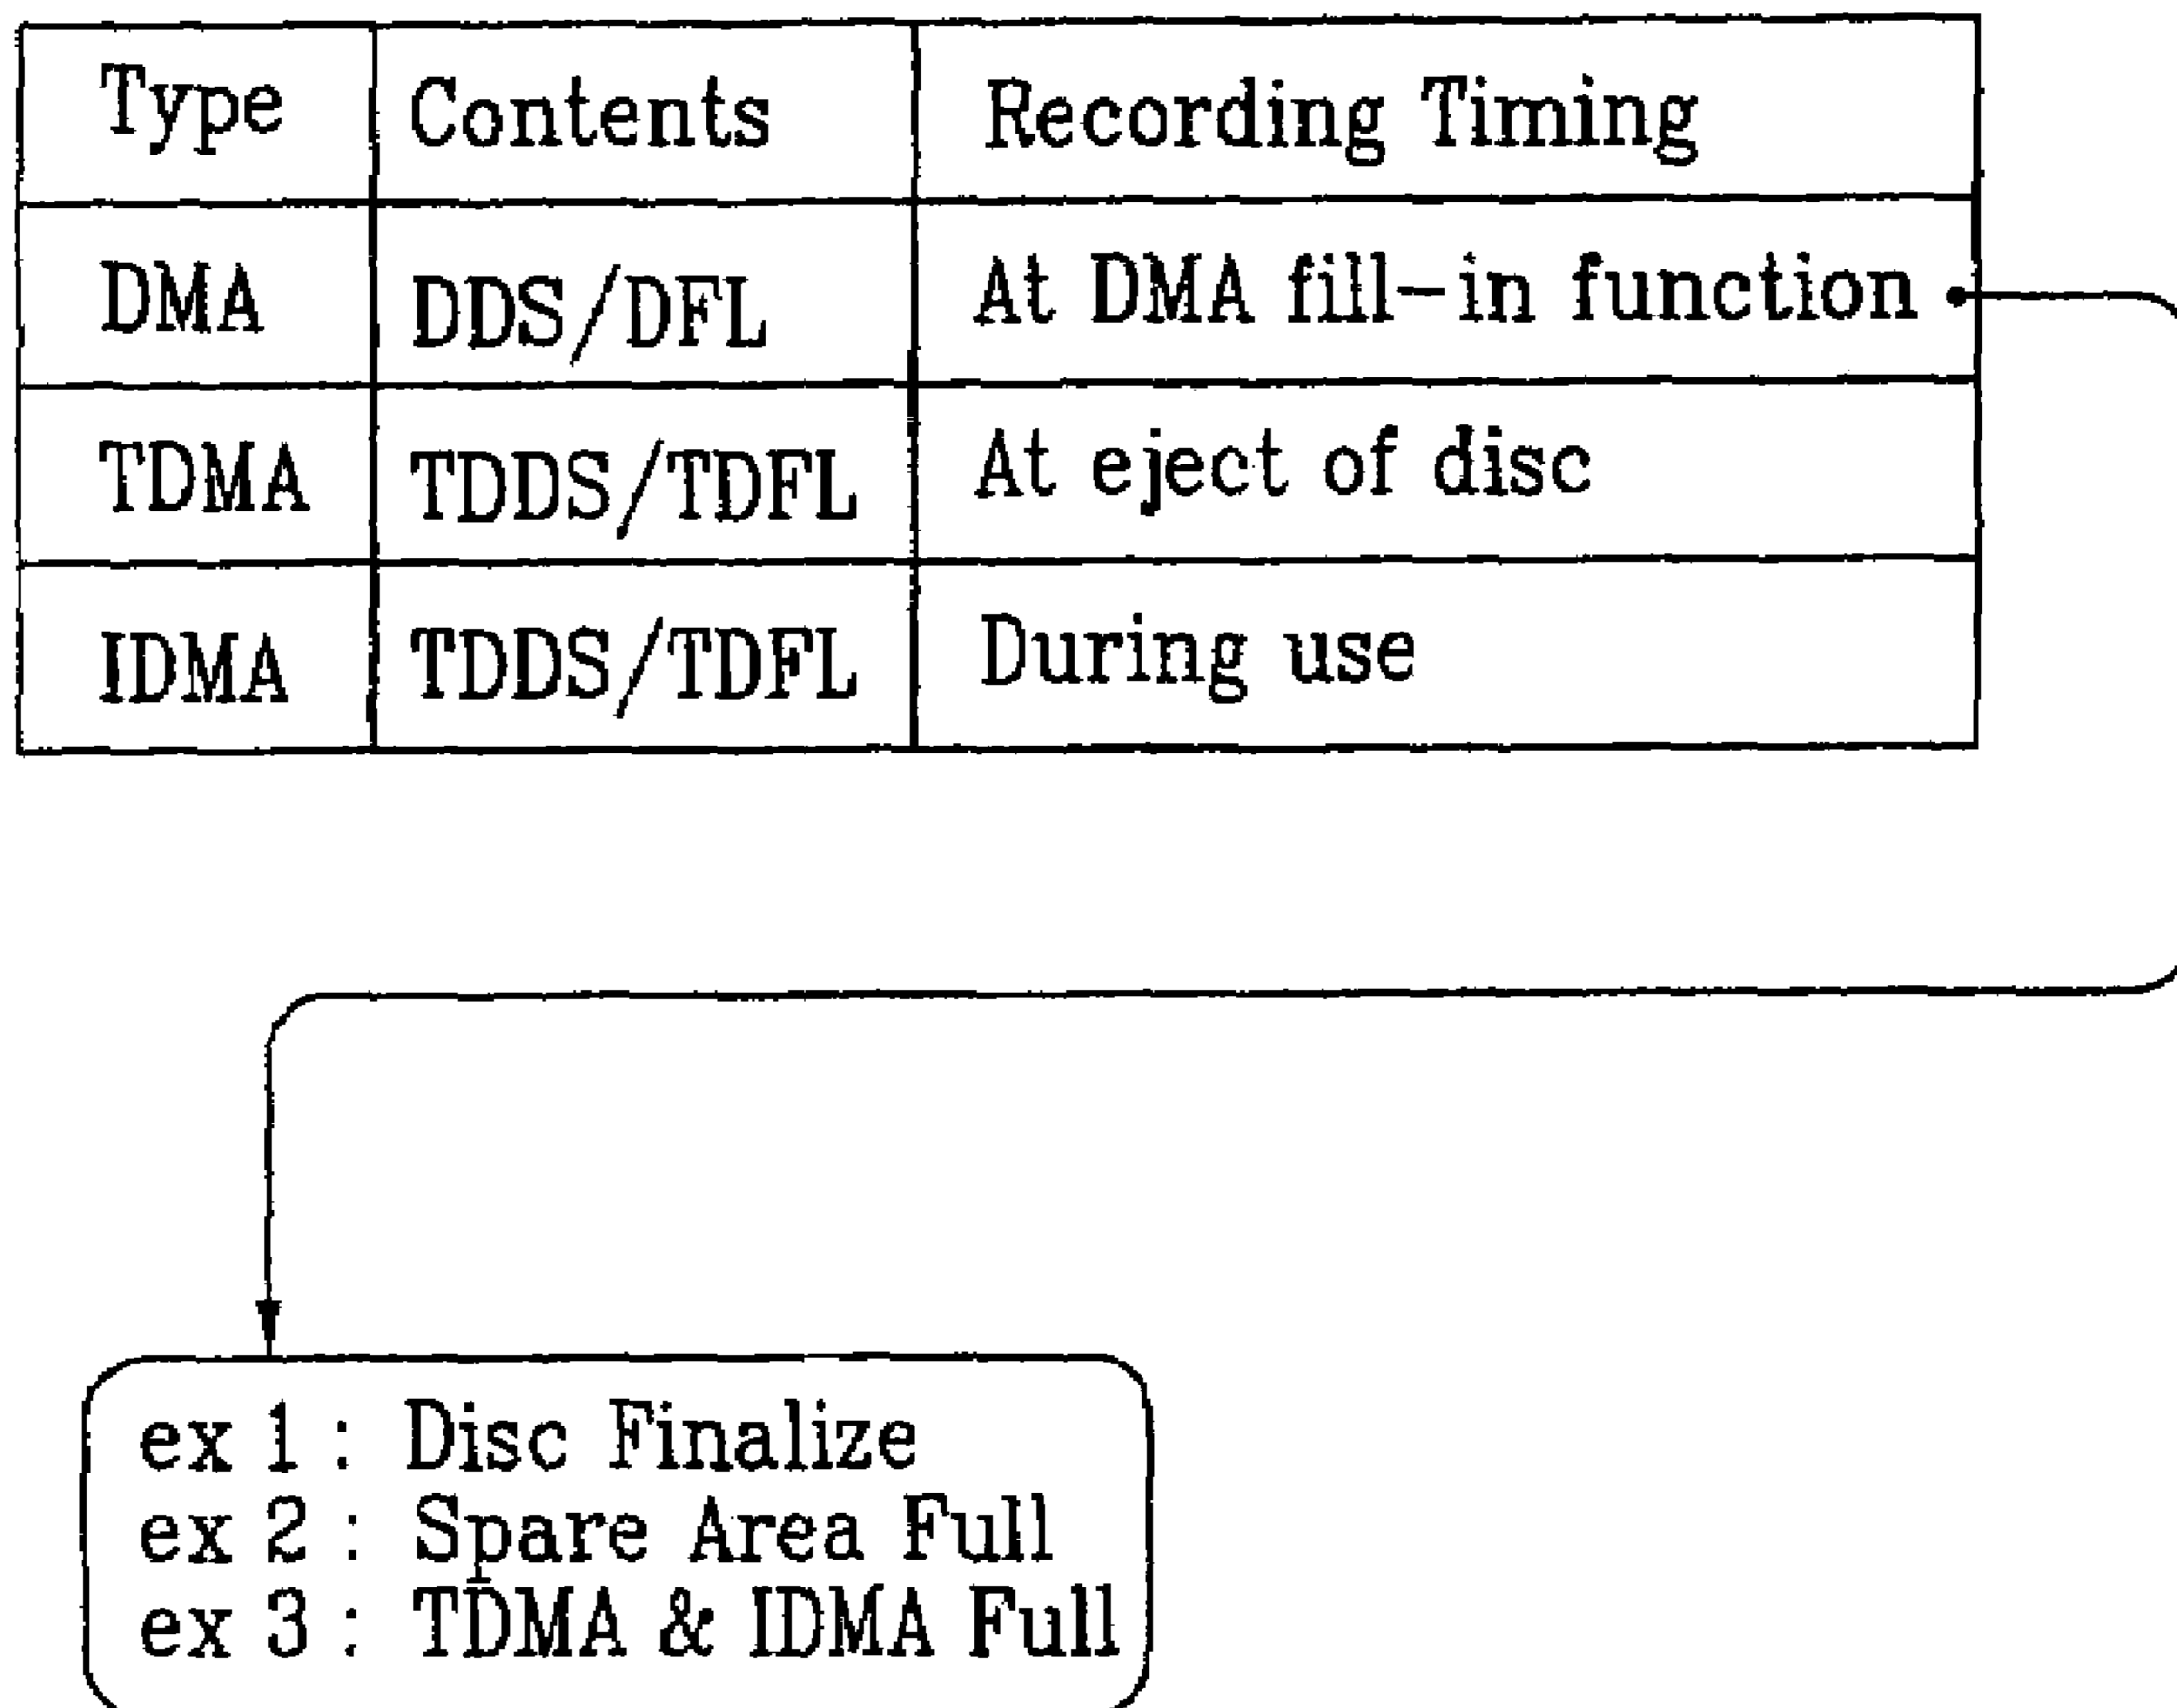 Type Contents Recording Timing
DMA DDS/DFL At DMA fill-in function
TDMA TDDS/TDFL At eject of disc
IDMA TDDS/TDFL During use
ex 1 : Disc Finalize
ex 2 : Spare Area Full
ex 3 : TDMA & IDMA Full